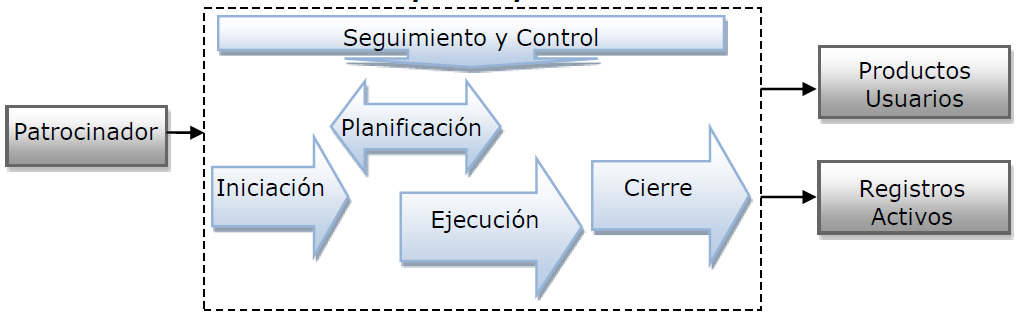 Seguimiento y Control
Patrocinador
Planificación
Iniciación
Ejecución
Cierre
Productos
Usuarios
Registros
Activos